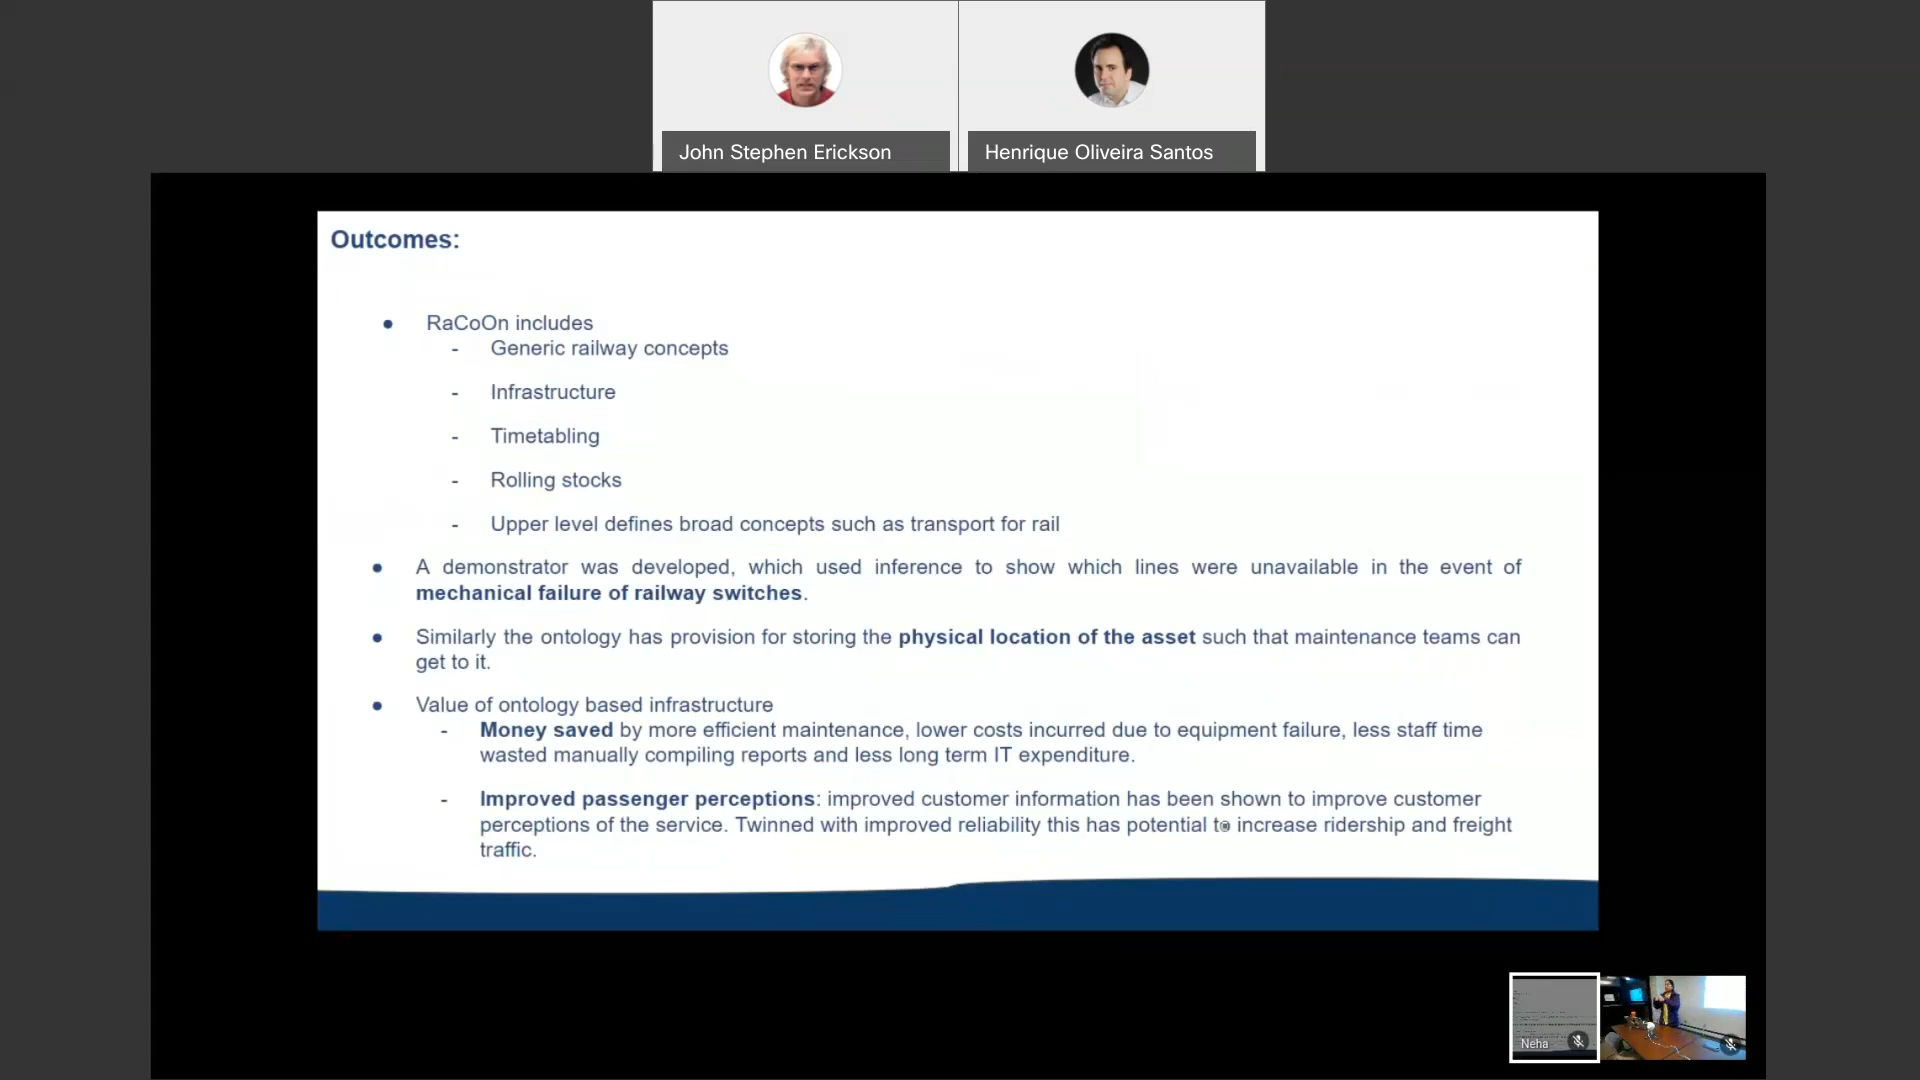 John Stephen Erickson
Henrique Oliveira Santos
Outcomes:
● RaCoOn includes
- Generic railway concepts
- Infrastructure
- Timetabling
- Rolling stocks
- Upper level defines broad concepts such as transport for rail
● A demonstrator was developed, which used inference to show which lines were unavailable in the event of
mechanical failure of railway switches.
● Similarly the ontology has provision for storing the physical location of the asset such that maintenance teams can
get to it.
● Value of ontology based infrastructure
- Money saved by more efficient maintenance, lower costs incurred due to equipment failure, less staff time
wasted manually compiling reports and less long term IT expenditure.
- Improved passenger perceptions: improved customer information has been shown to improve customer
perceptions of the service. Twinned with improved reliability this has potential to increase ridership and freight
traffic.
Neha